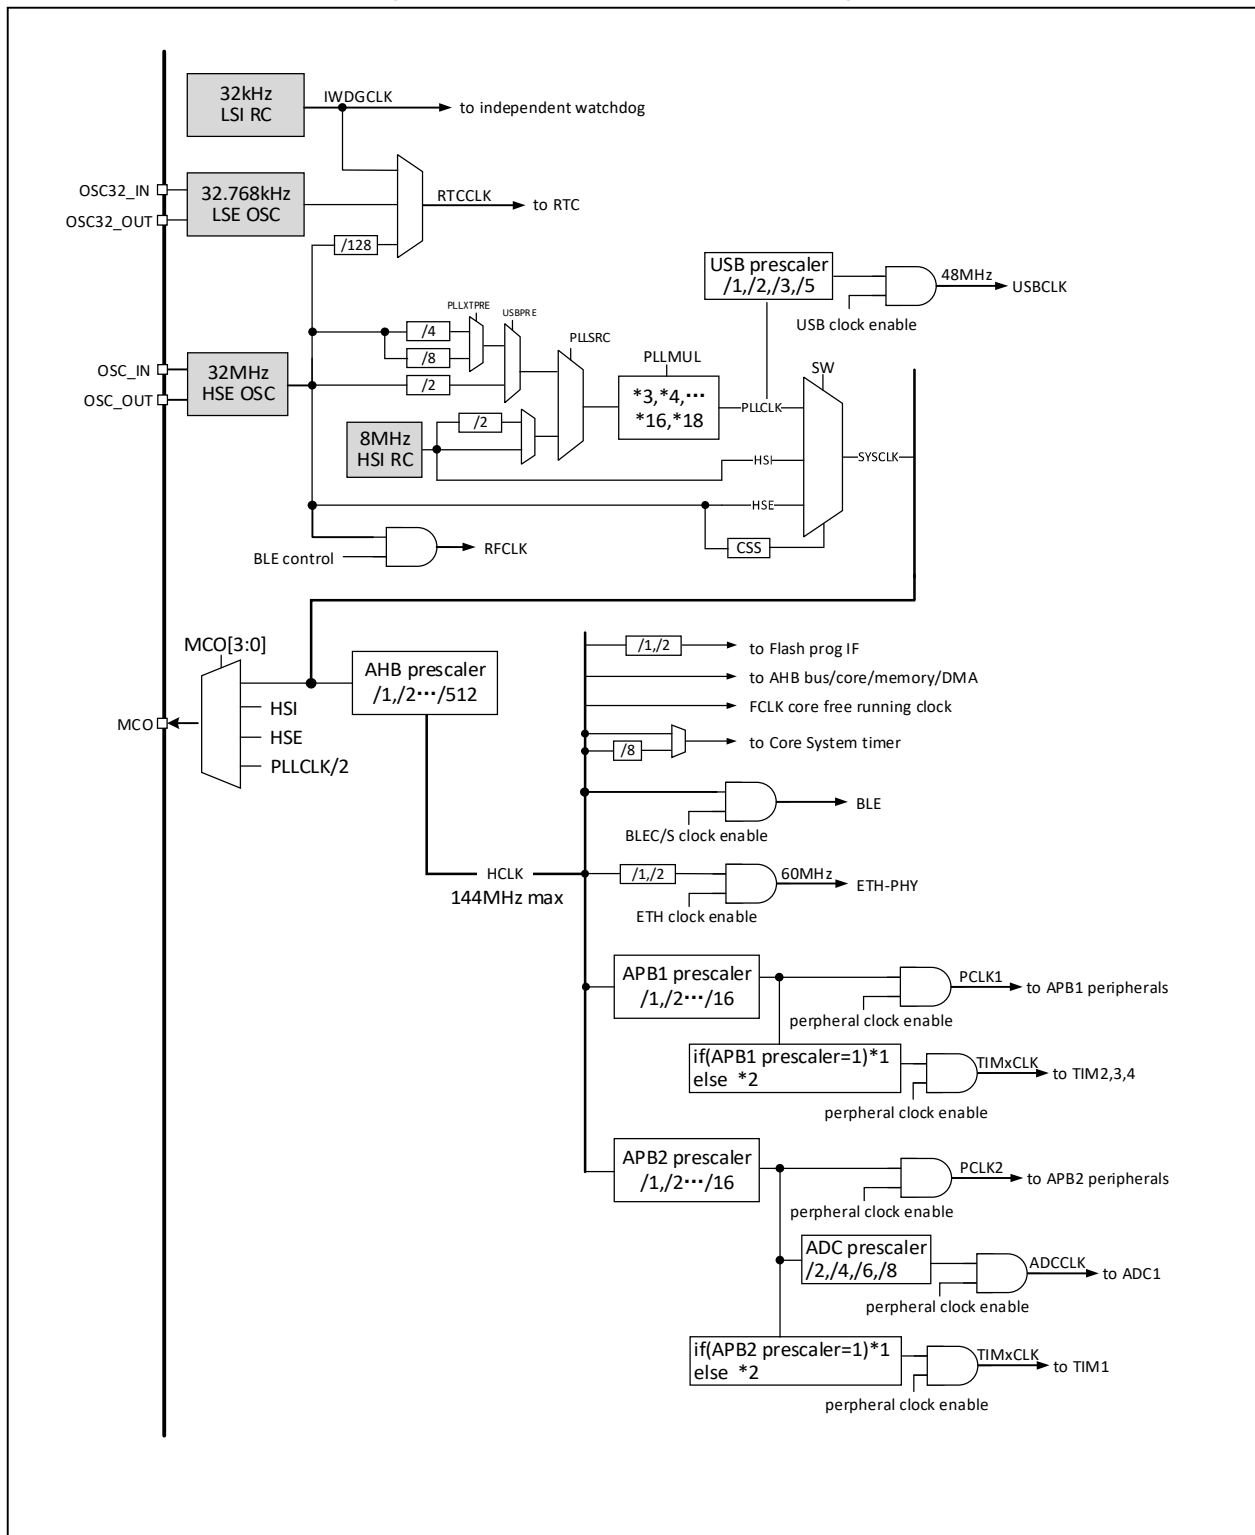 32kHz
LSI RC
IWDGCLK
to independent watchdog
OSC32_IN
OSC32_OUT
32.768kHz
LSE OSC
RTCCLK
to RTC
/128
USB prescaler
/1,/2,/3,/5
48MHz
USBCLK
USB clock enable
PLLXTPRE
USBPRE
/4
/8
/2
PLLSRC
PLLMUL
*3,*4,···
*16,*18
PLLCLK
SW
OSC_IN
OSC_OUT
32MHz
HSE OSC
/2
8MHz
HSI RC
HSI
SYSCLK
HSE
CSS
BLE control
RFCLK
MCO[3:0]
MCO
HSI
HSE
PLLCLK/2
AHB prescaler
/1,/2···/512
/1,/2
to Flash prog IF
to AHB bus/core/memory/DMA
FCLK core free running clock
/8
to Core System timer
BLE
BLEC/S clock enable
HCLK
144MHz max
/1,/2
60MHz
ETH-PHY
ETH clock enable
APB1 prescaler
/1,/2···/16
PCLK1
to APB1 peripherals
perpheral clock enable
if(APB1 prescaler=1)*1
else *2
TIMxCLK
to TIM2,3,4
perpheral clock enable
APB2 prescaler
/1,/2···/16
PCLK2
to APB2 peripherals
perpheral clock enable
ADC prescaler
/2,/4,/6,/8
ADCCLK
to ADC1
perpheral clock enable
if(APB2 prescaler=1)*1
else *2
TIMxCLK
to TIM1
perpheral clock enable